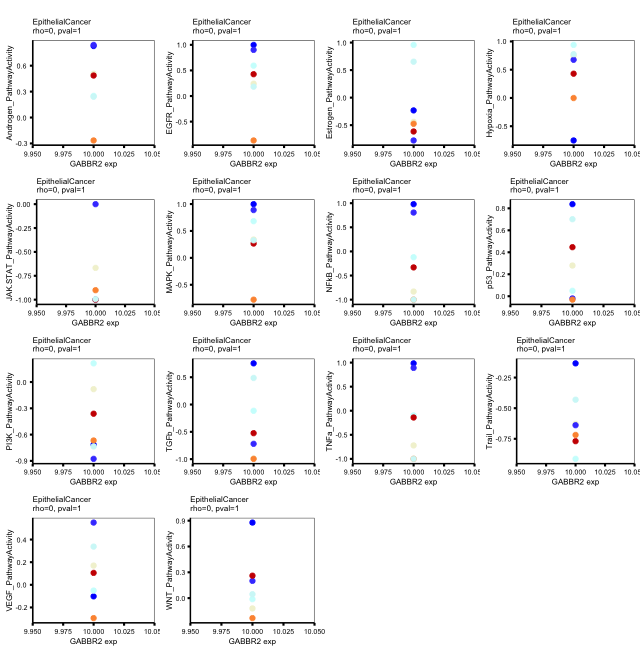 EpithelialCancer
rho=0, pval=1
Androgen_PathwayActivity
0.6
0.3
0.0
-0.3
9.950 9.975 10.000 10.025 10.05
GABBR2 exp
EpithelialCancer
rho=0, pval=1
EGFR_PathwayActivity
1.0
0.5
0.0
-0.5
9.950 9.975 10.000 10.025 10.05
GABBR2 exp
EpithelialCancer
rho=0, pval=1
Estrogen_PathwayActivity
1.0
0.5
0.0
-0.5
9.950 9.975 10.000 10.025 10.05
GABBR2 exp
EpithelialCancer
rho=0, pval=1
Hypoxia_PathwayActivity
1.0
0.5
0.0
-0.5
9.950 9.975 10.000 10.025 10.05
GABBR2 exp
EpithelialCancer
rho=0, pval=1
JAK.STAT_PathwayActivity
0.00
-0.25
-0.50
-0.75
-1.00
9.950 9.975 10.000 10.025 10.05
GABBR2 exp
EpithelialCancer
rho=0, pval=1
MAPK_PathwayActivity
1.0
0.5
0.0
-0.5
9.950 9.975 10.000 10.025 10.05
GABBR2 exp
EpithelialCancer
rho=0, pval=1
NFkB_PathwayActivity
1.0
0.5
0.0
-0.5
-1.0
9.950 9.975 10.000 10.025 10.05
GABBR2 exp
EpithelialCancer
rho=0, pval=1
p53_PathwayActivity
0.8
0.6
0.4
0.2
0.0
9.950 9.975 10.000 10.025 10.05
GABBR2 exp
EpithelialCancer
rho=0, pval=1
PI3K_PathwayActivity
0.0
-0.3
-0.6
-0.9
9.950 9.975 10.000 10.025 10.05
GABBR2 exp
EpithelialCancer
rho=0, pval=1
TGFb_PathwayActivity
0.5
0.0
-0.5
-1.0
9.950 9.975 10.000 10.025 10.05
GABBR2 exp
EpithelialCancer
rho=0, pval=1
TNFa_PathwayActivity
1.0
0.5
0.0
-0.5
-1.0
9.950 9.975 10.000 10.025 10.05
GABBR2 exp
EpithelialCancer
rho=0, pval=1
Trail_PathwayActivity
-0.25
-0.50
-0.75
9.950 9.975 10.000 10.025 10.05
GABBR2 exp
EpithelialCancer
rho=0, pval=1
VEGF_PathwayActivity
0.4
0.2
0.0
-0.2
9.950 9.975 10.000 10.025 10.05
GABBR2 exp
EpithelialCancer
rho=0, pval=1
WNT_PathwayActivity
0.9
0.6
0.3
0.0
9.950 9.975 10.000 10.025 10.050
GABBR2 exp